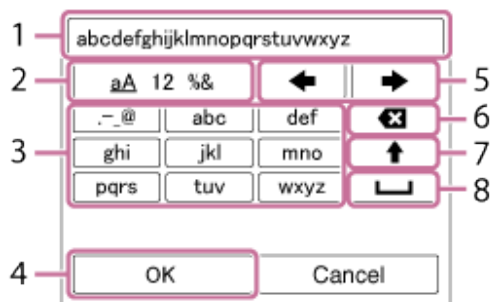 1 abcdefghijklmnopqrstuvwxyz
2 aA 12 %& 5
.-_@ abc def 6
3 ghi jkl mno 7
pqrs tuv wxyz 8
4 OK Cancel